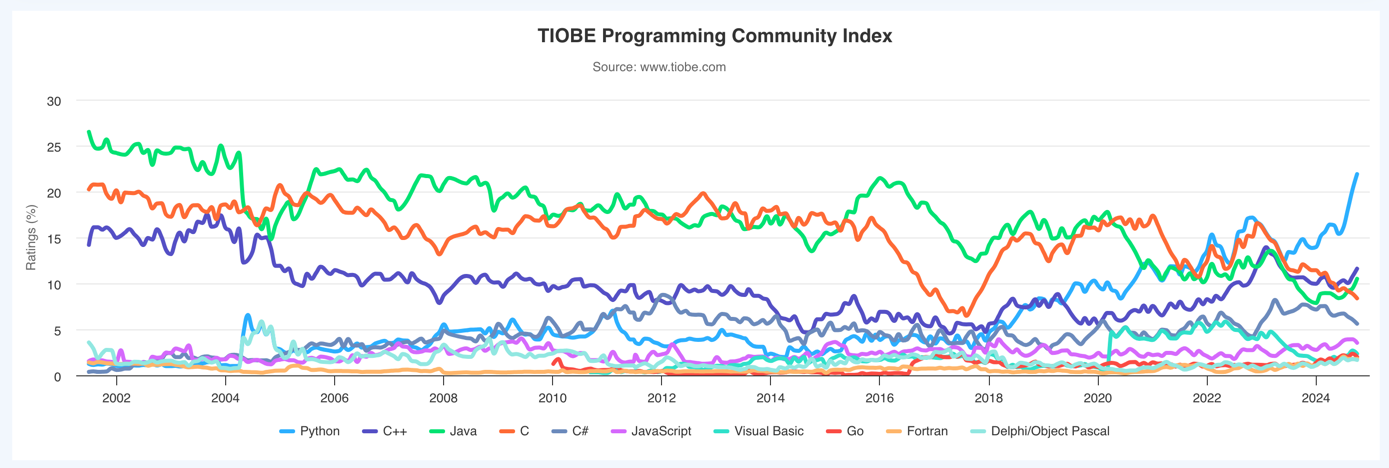 TIOBE Programming Community Index
Source: www.tiobe.com
Ratings (%)
30
25
20
15
10
5
0
2002 2004 2006 2008 2010 2012 2014 2016 2018 2020 2022 2024
Python C++ Java C C# JavaScript Visual Basic Go Fortran Delphi/Object Pascal